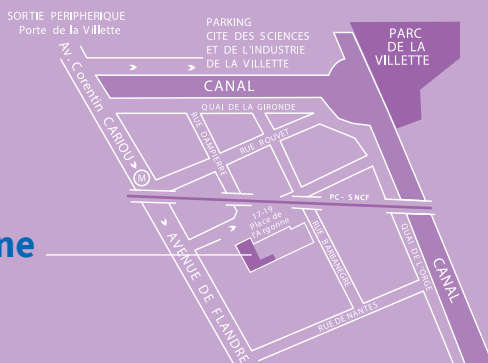 SORTIE PERIPHERIQUE
Porte de la Villette
PARKING
CITE DES SCIENCES
ET DE L'INDUSTRIE
DE LA VILLETTE
PARC
DE LA
VILLETTE
Av. Corentin CARIOU
CANAL
QUAI DE LA GIRONDE
RUE DAMPIERRE
RUE ROUVET
M
PC - SNCF
17-19
Place de
l'Argonne
ne
AVENUE DE FLANDRE
RUE BARBANEGRE
QUAI DE L'ORGE
CANAL
RUE DE NANTES